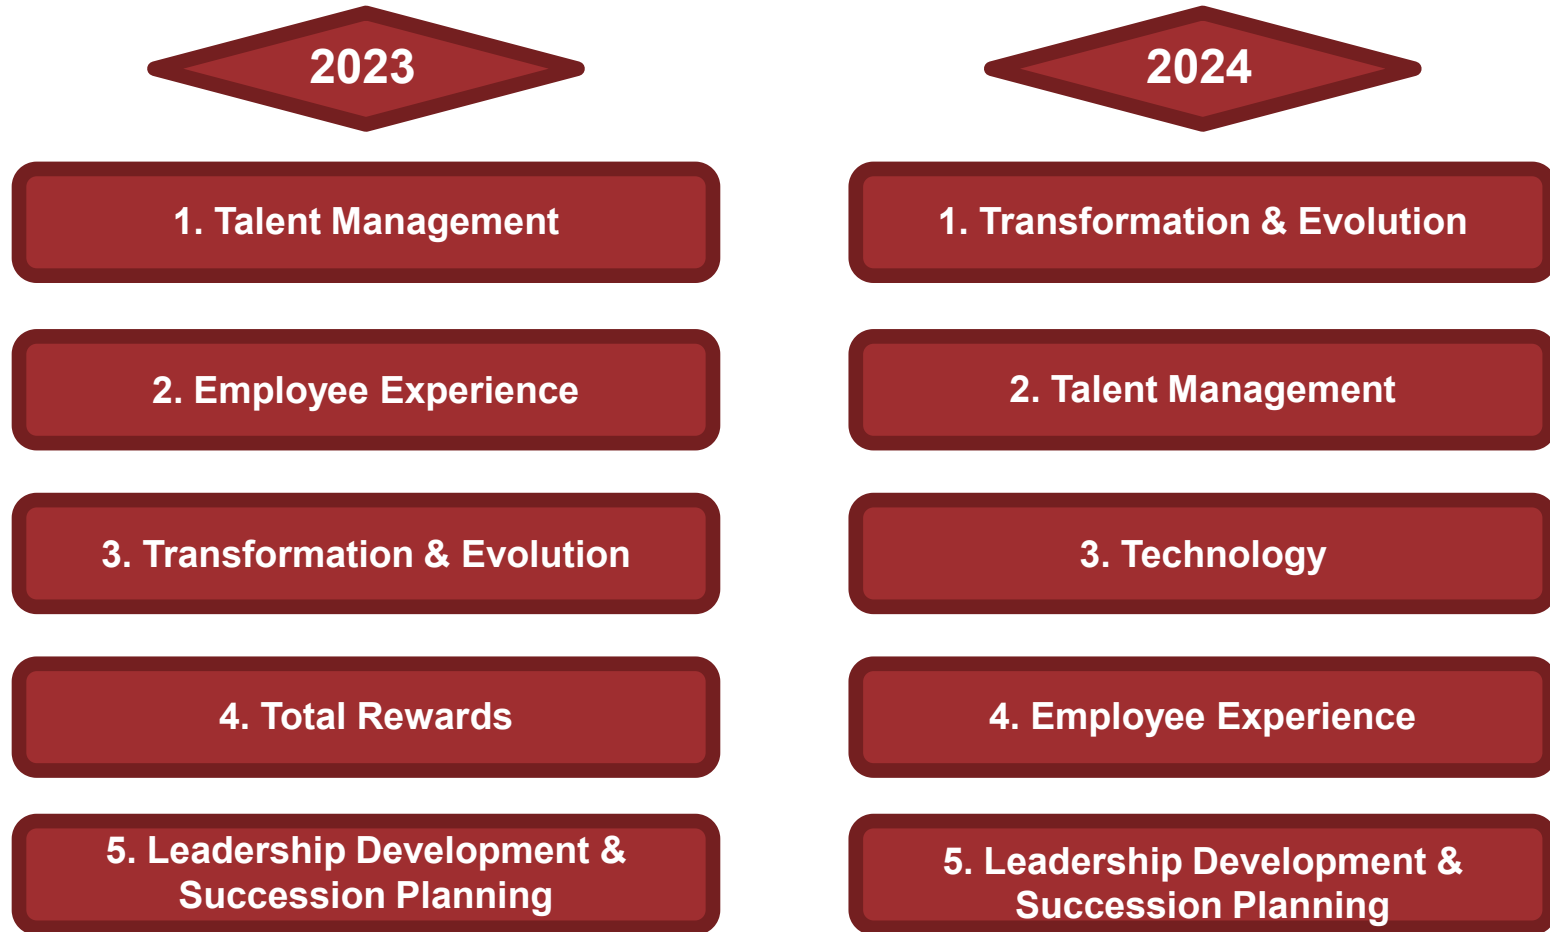 2023
1. Talent Management
2. Employee Experience
3. Transformation & Evolution
4. Total Rewards
5. Leadership Development &
Succession Planning
2024
1. Transformation & Evolution
2. Talent Management
3. Technology
4. Employee Experience
5. Leadership Development &
Succession Planning